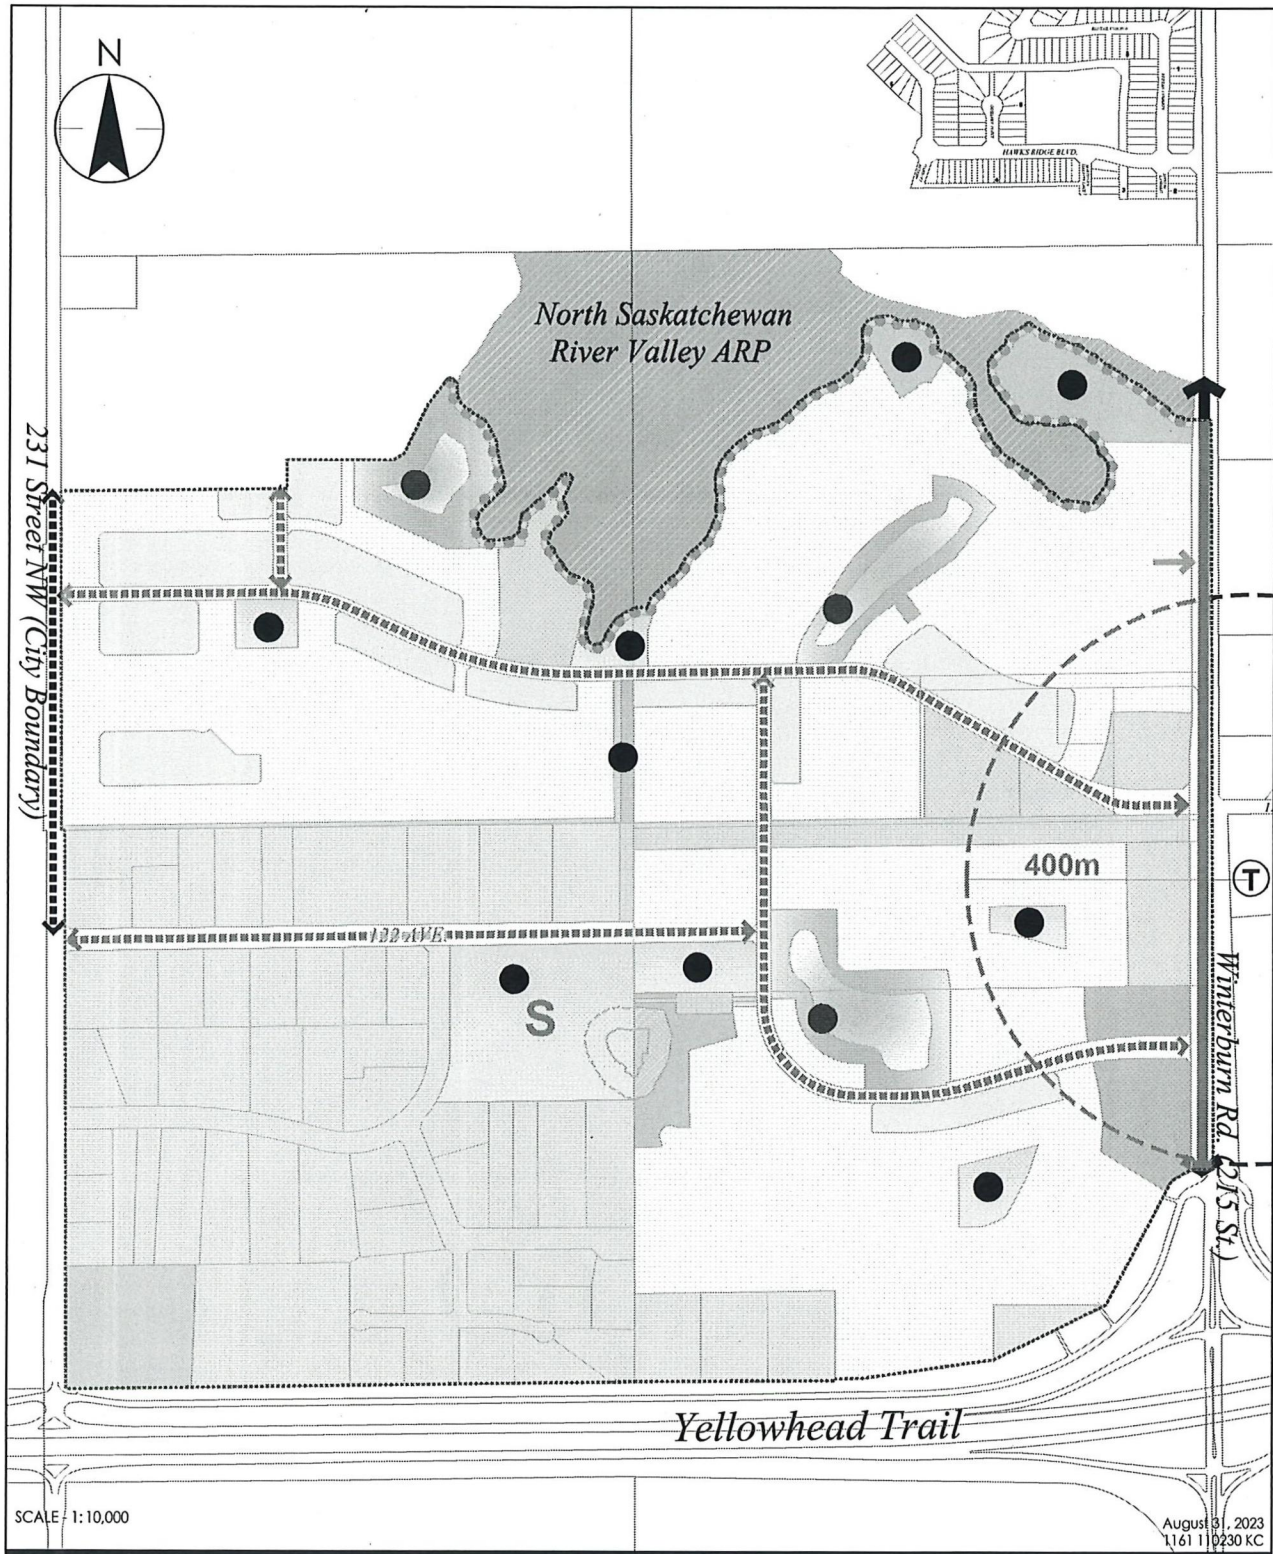 N
HAWKS RIDGE BLVD.
North Saskatchewan
River Valley ARP
231 Street NW (City Boundary))
400m
T
122 AVE.
S
Winterburn Rd. (215 St.)
Yellowhead Trail
SCALE - 1:10,000
August 31, 2023
1161 110230 KC